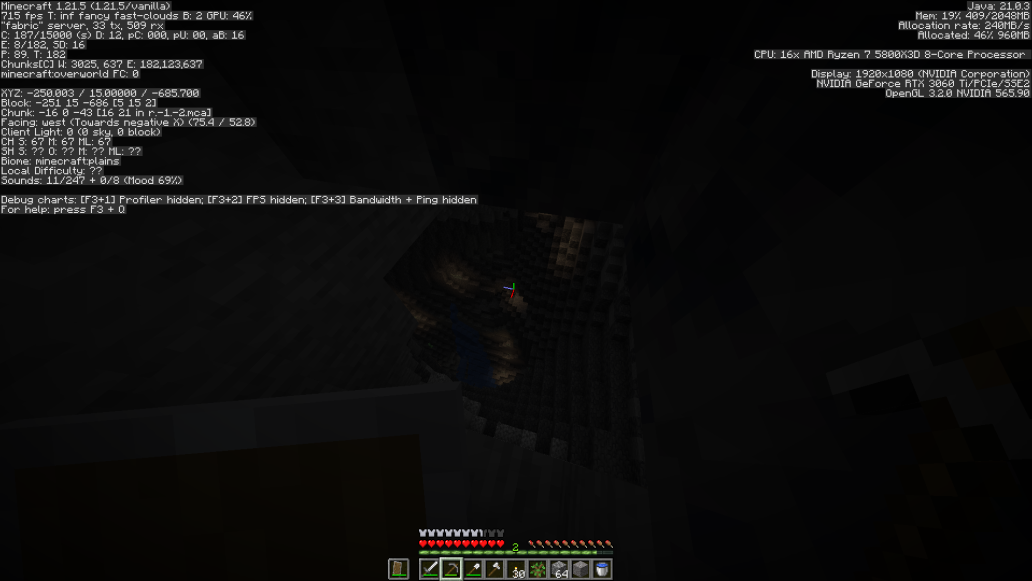 Minecraft 1.21.5 (1.21.5/vanilla)
715 fps T: inf fancy fast-clouds B: 2 GPU: 46%
"fabric" server, 33 tx, 509 rx
C: 187/15000 (s) D: 12, pC: 000, pU: 00, aB: 16
E: 8/182, SD: 16
P: 89. T: 182
Chunks[C] W: 3025, 637 E: 182,123,637
minecraft:overworld FC: 0
XYZ: -250.003 / 15.00000 / -685.700
Block: -251 15 -686 [5 15 2]
Chunk: -16 0 -43 [16 21 in r.-1.-2.mca]
Facing: west (Towards negative X) (75.4 / 52.8)
Client Light: 0 (0 sky, 0 block)
CH S: 67 M: 67 ML: 67
SH S: ?? O: ?? M: ?? ML: ??
Biome: minecraft:plains
Local Difficulty: ??
Sounds: 11/247 + 0/8 (Mood 69%)
Debug charts: [F3+1] Profiler hidden; [F3+2] FPS hidden; [F3+3] Bandwidth + Ping hidden
For help: press F3 + Q
Java: 21.0.3
Mem: 19% 409/2048MB
Allocation rate: 240MB/s
Allocated: 46% 960MB
CPU: 16x AMD Ryzen 7 5800X3D 8-Core Processor
Display: 1920x1080 (NVIDIA Corporation)
NVIDIA GeForce RTX 3060 Ti/PCIe/SSE2
OpenGL 3.2.0 NVIDIA 565.90
2
30
64